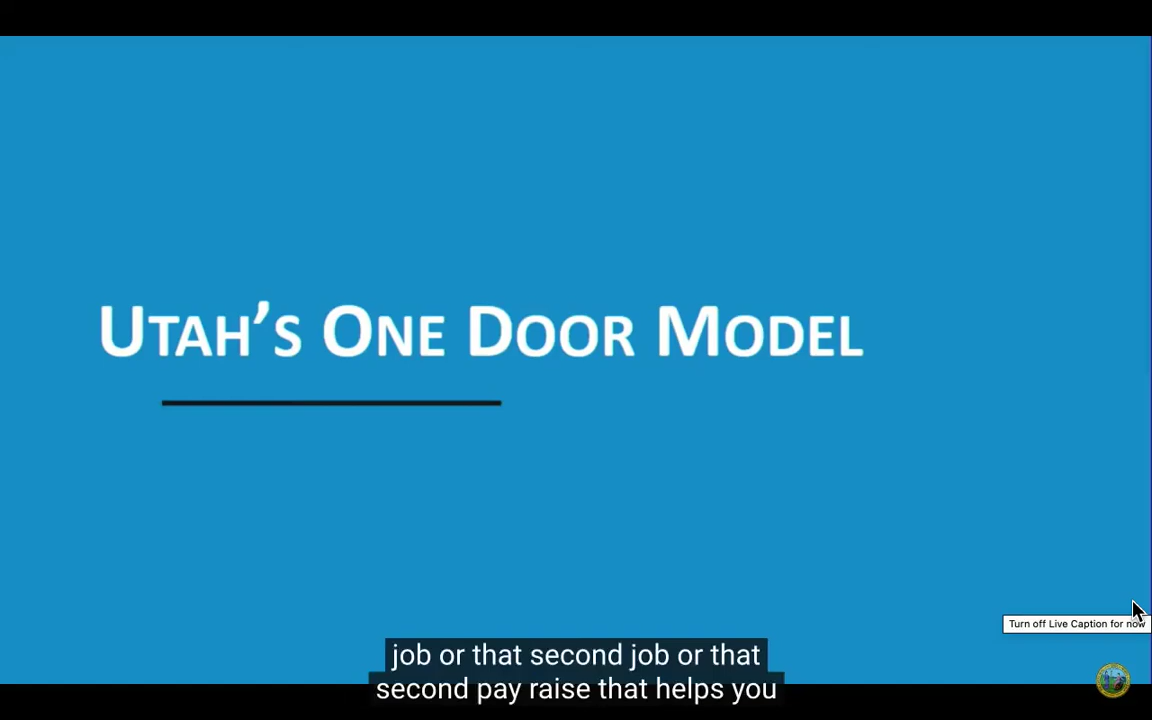 UTAH'S ONE DOOR MODEL
Turn off Live Caption for now
job or that second job or that
second pay raise that helps you